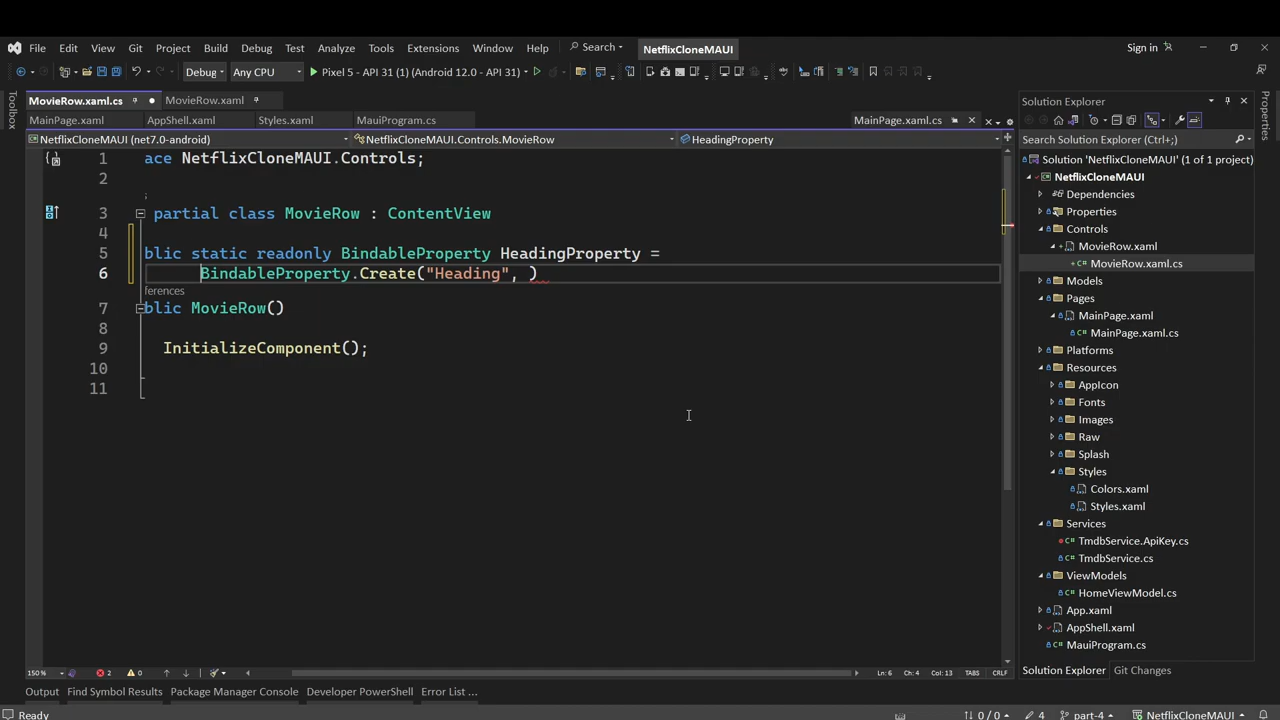 File Edit View Git Project Build Debug Test Analyze Tools Extensions Window Help Search NetflixCloneMAUI Sign in
Debug Any CPU Pixel 5 - API 31 (1) (Android 12.0 - API 31)
Toolbox
MovieRow.xaml.cs MovieRow.xaml
MainPage.xaml AppShell.xaml Styles.xaml MauiProgram.cs MainPage.xaml.cs
NetflixCloneMAUI (net7.0-android) NetflixCloneMAUI.Controls.MovieRow HeadingProperty
1 ace NetflixCloneMAUI.Controls;
2
;
3 partial class MovieRow : ContentView
4
5 blic static readonly BindableProperty HeadingProperty =
6 BindableProperty.Create("Heading", )
ferences
7 blic MovieRow()
8
9 InitializeComponent();
10
11
150 % 2 0 Ln: 6 Ch: 4 Col: 13 TABS CRLF
Output Find Symbol Results Package Manager Console Developer PowerShell Error List ...
Solution Explorer
Search Solution Explorer (Ctrl+;)
Solution 'NetflixCloneMAUI' (1 of 1 project)
NetflixCloneMAUI
Dependencies
Properties
Controls
MovieRow.xaml
C# MovieRow.xaml.cs
Models
Pages
MainPage.xaml
C# MainPage.xaml.cs
Platforms
Resources
AppIcon
Fonts
Images
Raw
Splash
Styles
Colors.xaml
Styles.xaml
Services
C# TmdbService.ApiKey.cs
C# TmdbService.cs
ViewModels
C# HomeViewModel.cs
App.xaml
AppShell.xaml
C# MauiProgram.cs
Solution Explorer Git Changes
Properties
Ready 0 / 0 4 part-4 NetflixCloneMAUI